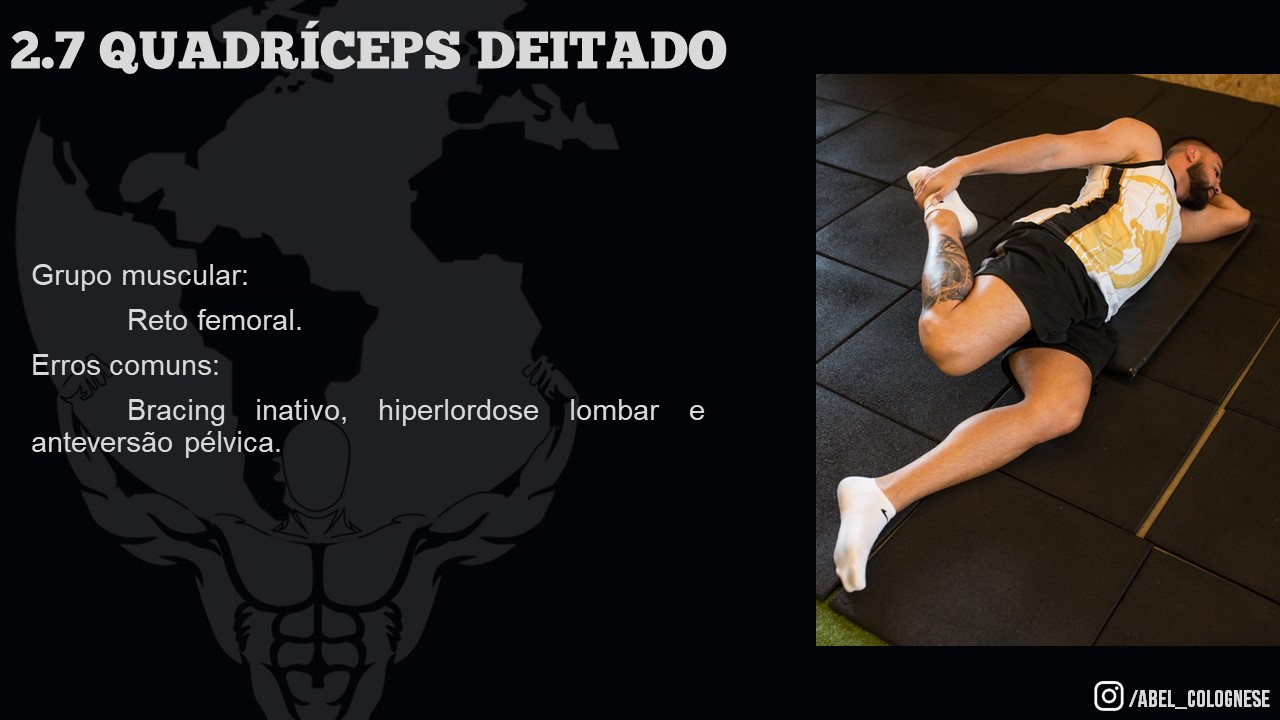 2.7 QUADRÍCEPS DEITADO
Grupo muscular:
Reto femoral.
Erros comuns:
Bracing inativo, hiperlordose lombar e
anteversão pélvica.
/ABEL_COLOGNESE